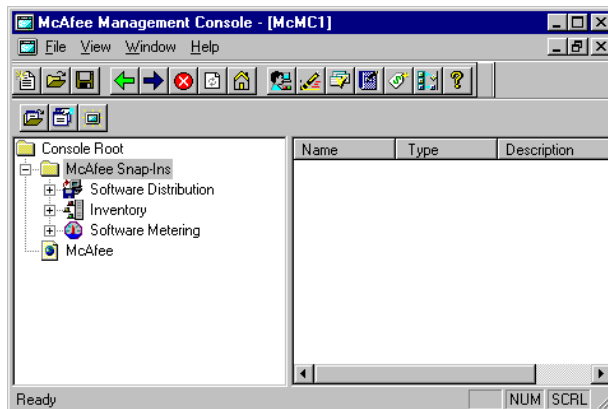 McAfee Management Console - [McMC1]
File View Window Help
Console Root
McAfee Snap-Ins
Software Distribution
Inventory
Software Metering
McAfee
Name Type Description
Ready NUM SCRL